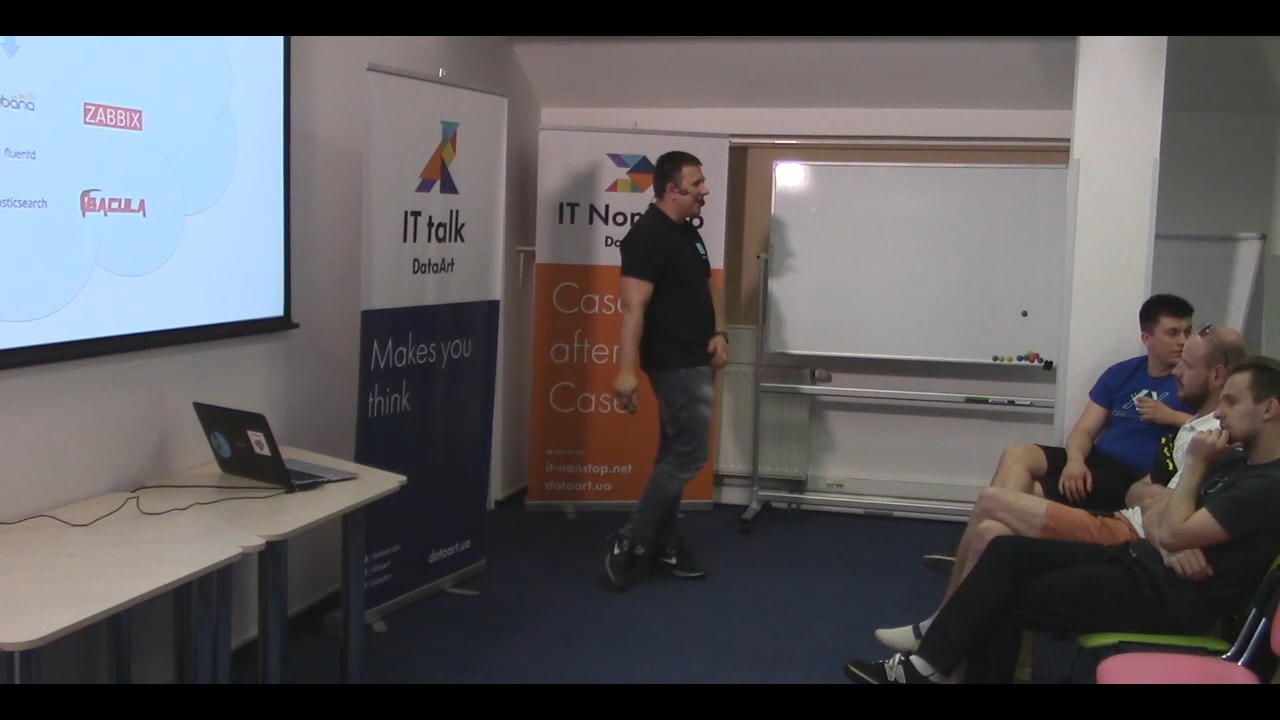 bana
ZABBIX
fluentd
sticsearch
BACULA
IT talk
DataArt
Makes you
think
dataart.ua
IT Non
Da
Case
after
Case
it-nonstop.net
dataart.ua